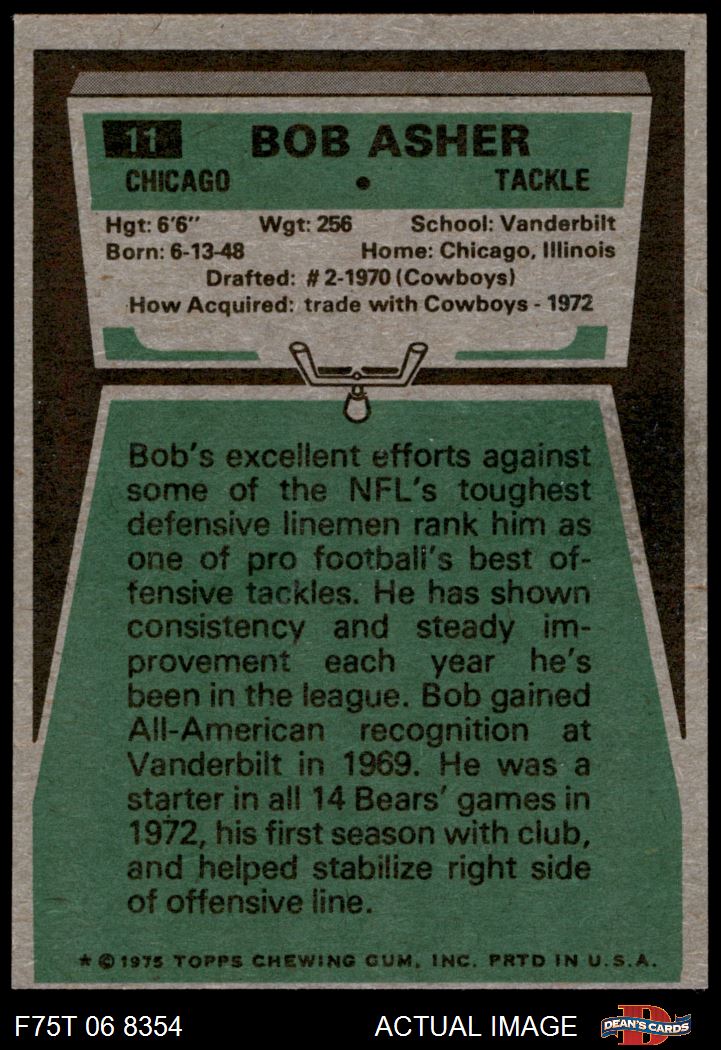 11 BOB ASHER
CHICAGO • TACKLE
Hgt: 6'6" Wgt: 256 School: Vanderbilt
Born: 6-13-48 Home: Chicago, Illinois
Drafted: #2-1970 (Cowboys)
How Acquired: trade with Cowboys - 1972
Bob's excellent efforts against
some of the NFL's toughest
defensive linemen rank him as
one of pro football's best of-
fensive tackles. He has shown
consistency and steady im-
provement each year he's
been in the league. Bob gained
All-American recognition at
Vanderbilt in 1969. He was a
starter in all 14 Bears' games in
1972, his first season with club,
and helped stabilize right side
of offensive line.
* © 1975 TOPPS CHEWING GUM, INC. PRTD IN U.S.A.
F75T 06 8354 ACTUAL IMAGE D DEAN'S CARDS